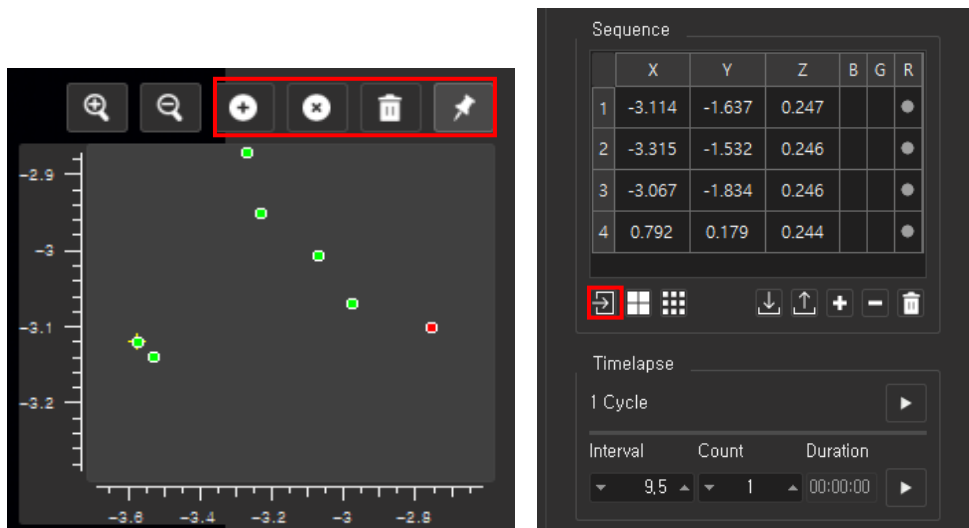 -2.9
-3
-3.1
-3.2
-3.6 -3.4 -3.2 -3 -2.8
Sequence
X Y Z B G R
1 -3.114 -1.637 0.247
2 -3.315 -1.532 0.246
3 -3.067 -1.834 0.246
4 0.792 0.179 0.244
Timelapse
1 Cycle
Interval Count Duration
9,5 1 00:00:00